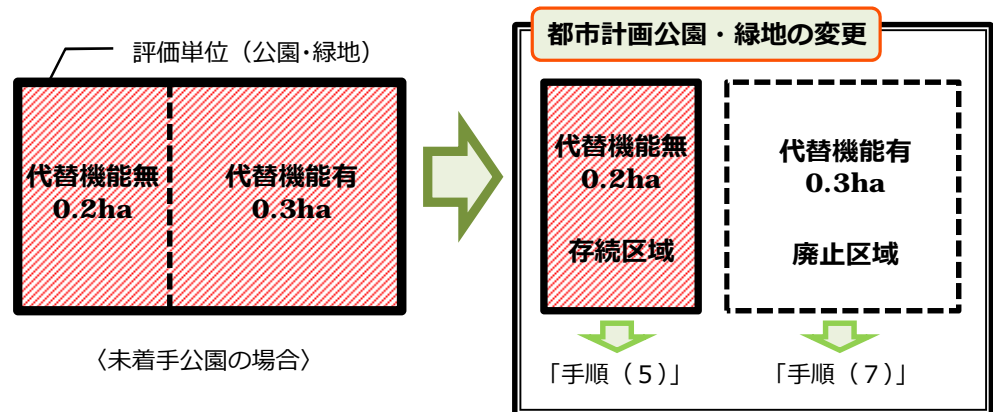 評価単位（公園・緑地）
代替機能無
0.2ha
代替機能有
0.3ha
〈未着手公園の場合〉
都市計画公園・緑地の変更
代替機能無
0.2ha
存続区域
代替機能有
0.3ha
廃止区域
「手順（５）」
「手順（７）」